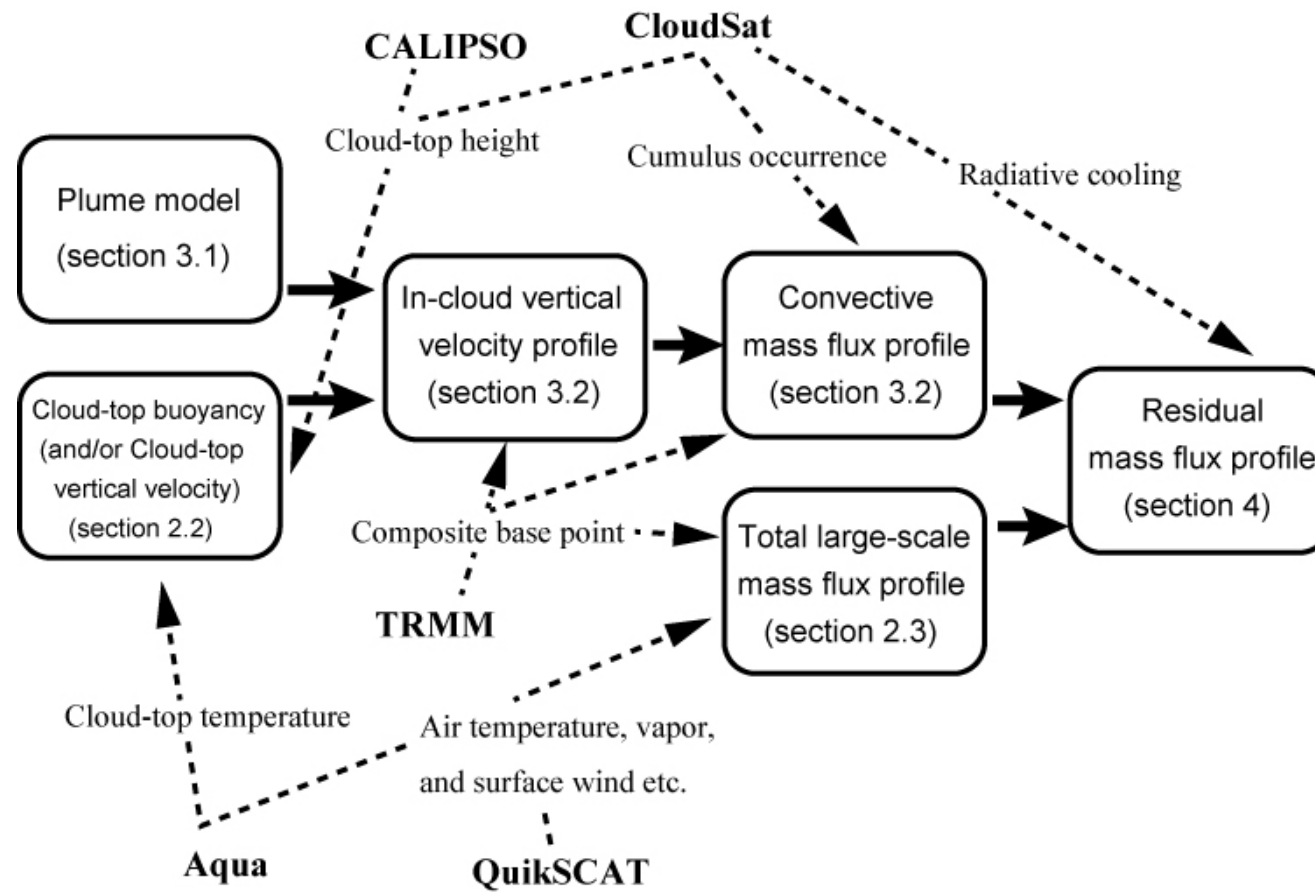 CALIPSO
CloudSat
Cloud-top height
Cumulus occurrence
Radiative cooling
Plume model
(section 3.1)
In-cloud vertical
velocity profile
(section 3.2)
Convective
mass flux profile
(section 3.2)
Cloud-top buoyancy
(and/or Cloud-top
vertical velocity)
(section 2.2)
Residual
mass flux profile
(section 4)
Composite base point
Total large-scale
mass flux profile
(section 2.3)
TRMM
Cloud-top temperature
Air temperature, vapor,
and surface wind etc.
Aqua
QuikSCAT